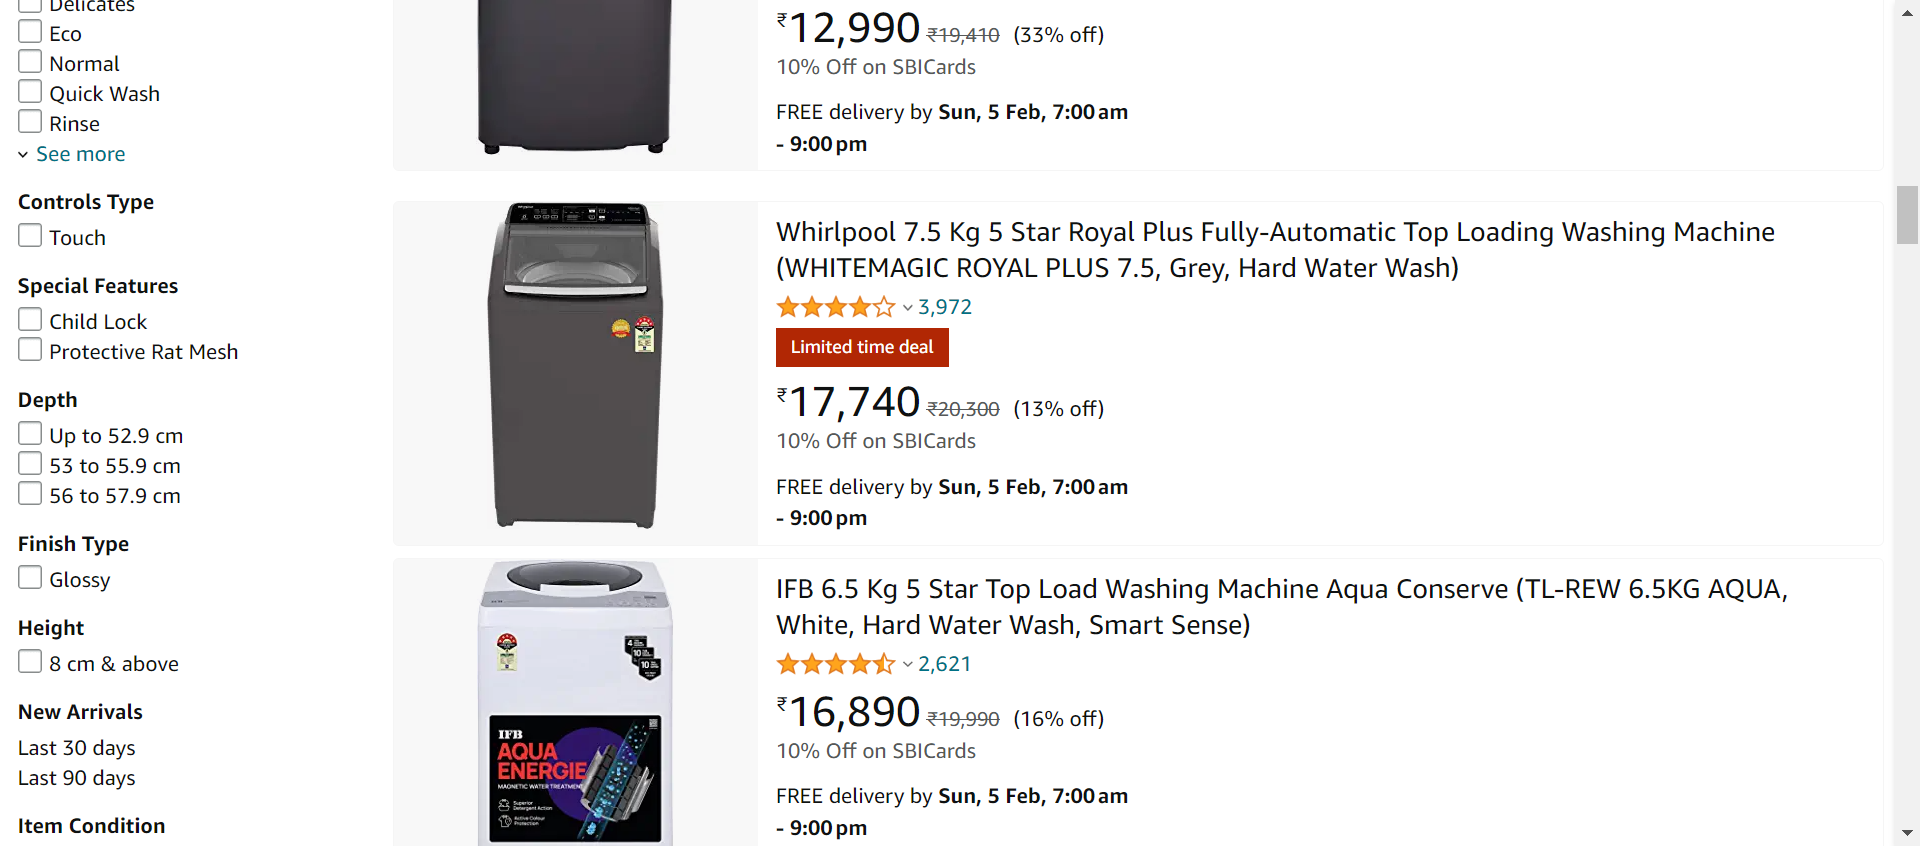 Delicates
Eco
Normal
Quick Wash
Rinse
See more
Controls Type
Touch
Special Features
Child Lock
Protective Rat Mesh
Depth
Up to 52.9 cm
53 to 55.9 cm
56 to 57.9 cm
Finish Type
Glossy
Height
8 cm & above
New Arrivals
Last 30 days
Last 90 days
Item Condition
₹12,990 ₹19,410 (33% off)
10% Off on SBICards
FREE delivery by Sun, 5 Feb, 7:00 am
- 9:00 pm
Whirlpool 7.5 Kg 5 Star Royal Plus Fully-Automatic Top Loading Washing Machine
(WHITEMAGIC ROYAL PLUS 7.5, Grey, Hard Water Wash)
3,972
Limited time deal
₹17,740 ₹20,300 (13% off)
10% Off on SBICards
FREE delivery by Sun, 5 Feb, 7:00 am
- 9:00 pm
IFB
AQUA
ENERGIE
MAGNETIC WATER TREATMENT
Superior
Detergent Action
Active Colour
Protection
IFB 6.5 Kg 5 Star Top Load Washing Machine Aqua Conserve (TL-REW 6.5KG AQUA,
White, Hard Water Wash, Smart Sense)
2,621
₹16,890 ₹19,990 (16% off)
10% Off on SBICards
FREE delivery by Sun, 5 Feb, 7:00 am
- 9:00 pm